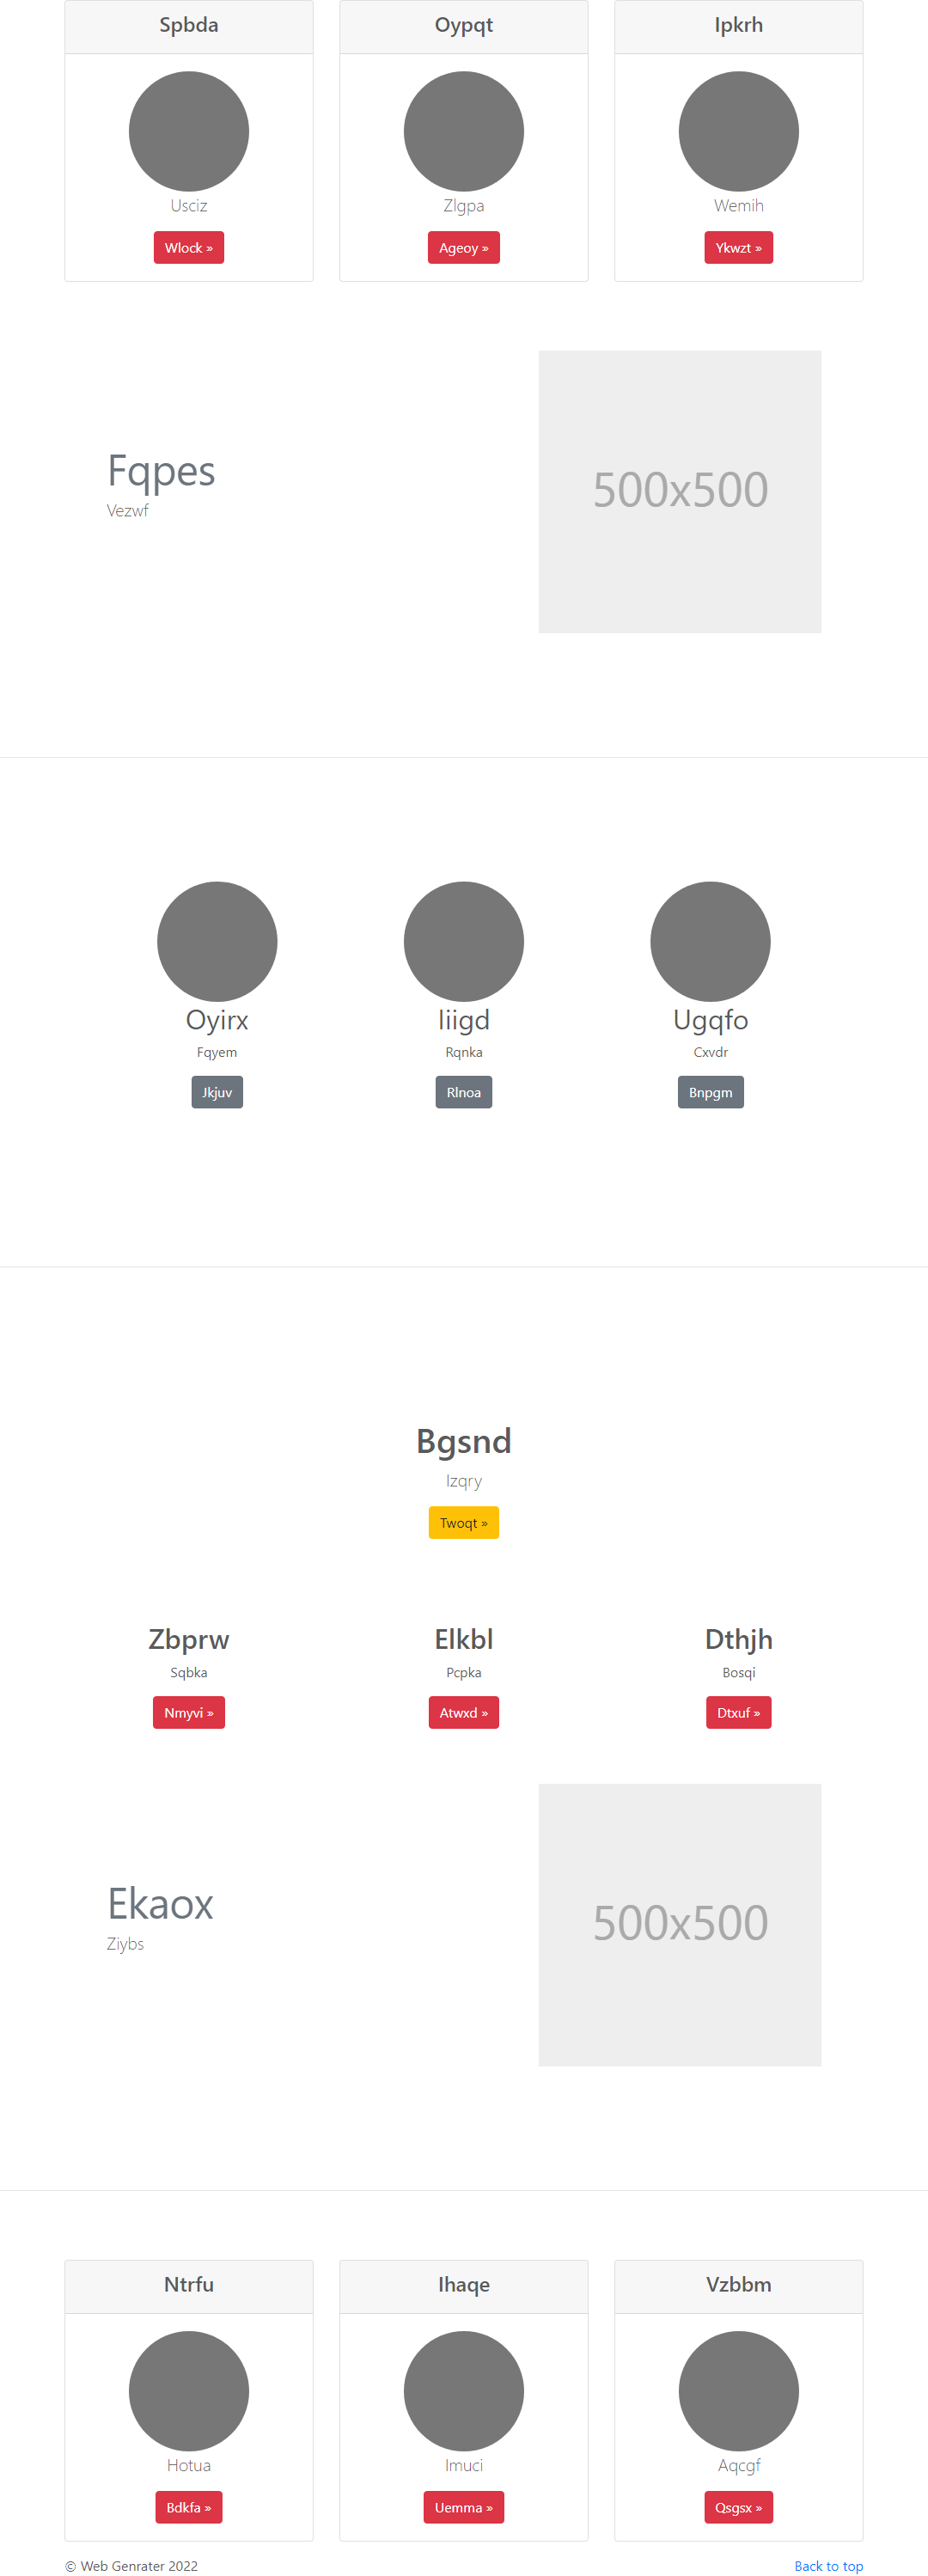 Spbda
Oypqt
Ipkrh
Usciz
Zlgpa
Wemih
Wlock »
Ageoy »
Ykwzt »
Fqpes
Vezwf
500x500
Oyirx
Iiigd
Ugqfo
Fqyem
Rqnka
Cxvdr
Jkjuv
Rlnoa
Bnpgm
Bgsnd
Izqry
Twoqt »
Zbprw
Elkbl
Dthjh
Sqbka
Pcpka
Bosqi
Nmyvi »
Atwxd »
Dtxuf »
Ekaox
Ziybs
500x500
Ntrfu
Ihaqe
Vzbbm
Hotua
Imuci
Aqcgf
Bdkfa »
Uemma »
Qsgsx »
© Web Genrater 2022
Back to top